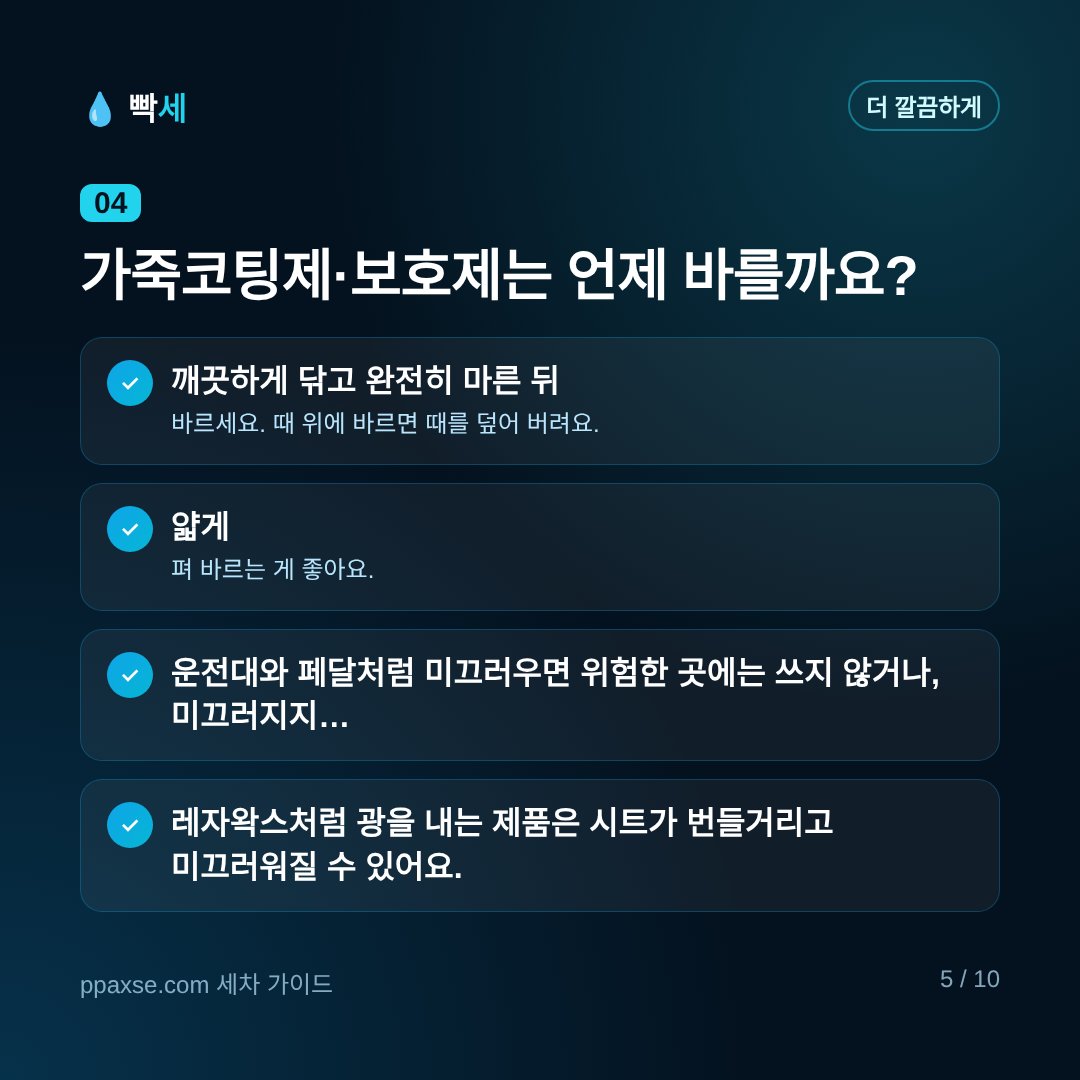 빡세
더 깔끔하게
04
가죽코팅제·보호제는 언제 바를까요?
깨끗하게 닦고 완전히 마른 뒤
바르세요. 때 위에 바르면 때를 덮어 버려요.
얇게
펴 바르는 게 좋아요.
운전대와 페달처럼 미끄러우면 위험한 곳에는 쓰지 않거나,
미끄러지지…
레자왁스처럼 광을 내는 제품은 시트가 번들거리고
미끄러워질 수 있어요.
ppaxse.com 세차 가이드
5 / 10